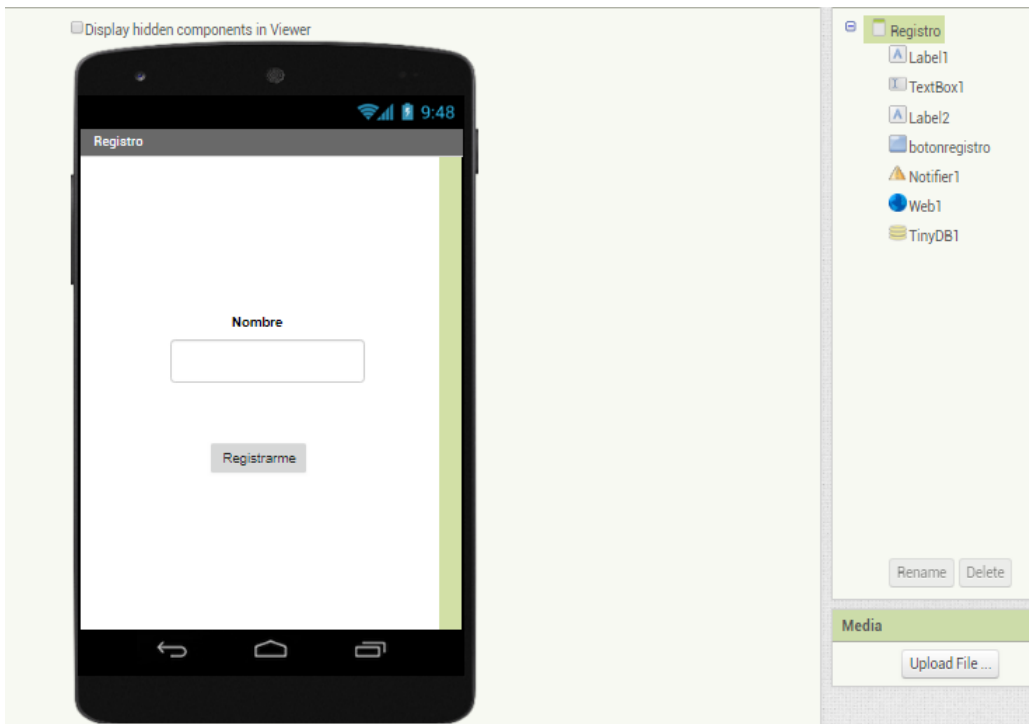 Display hidden components in Viewer
9:48
Registro
Nombre
Registrarme
Registro
Label1
TextBox1
Label2
botonregistro
Notifier1
Web1
TinyDB1
Rename Delete
Media
Upload File ...